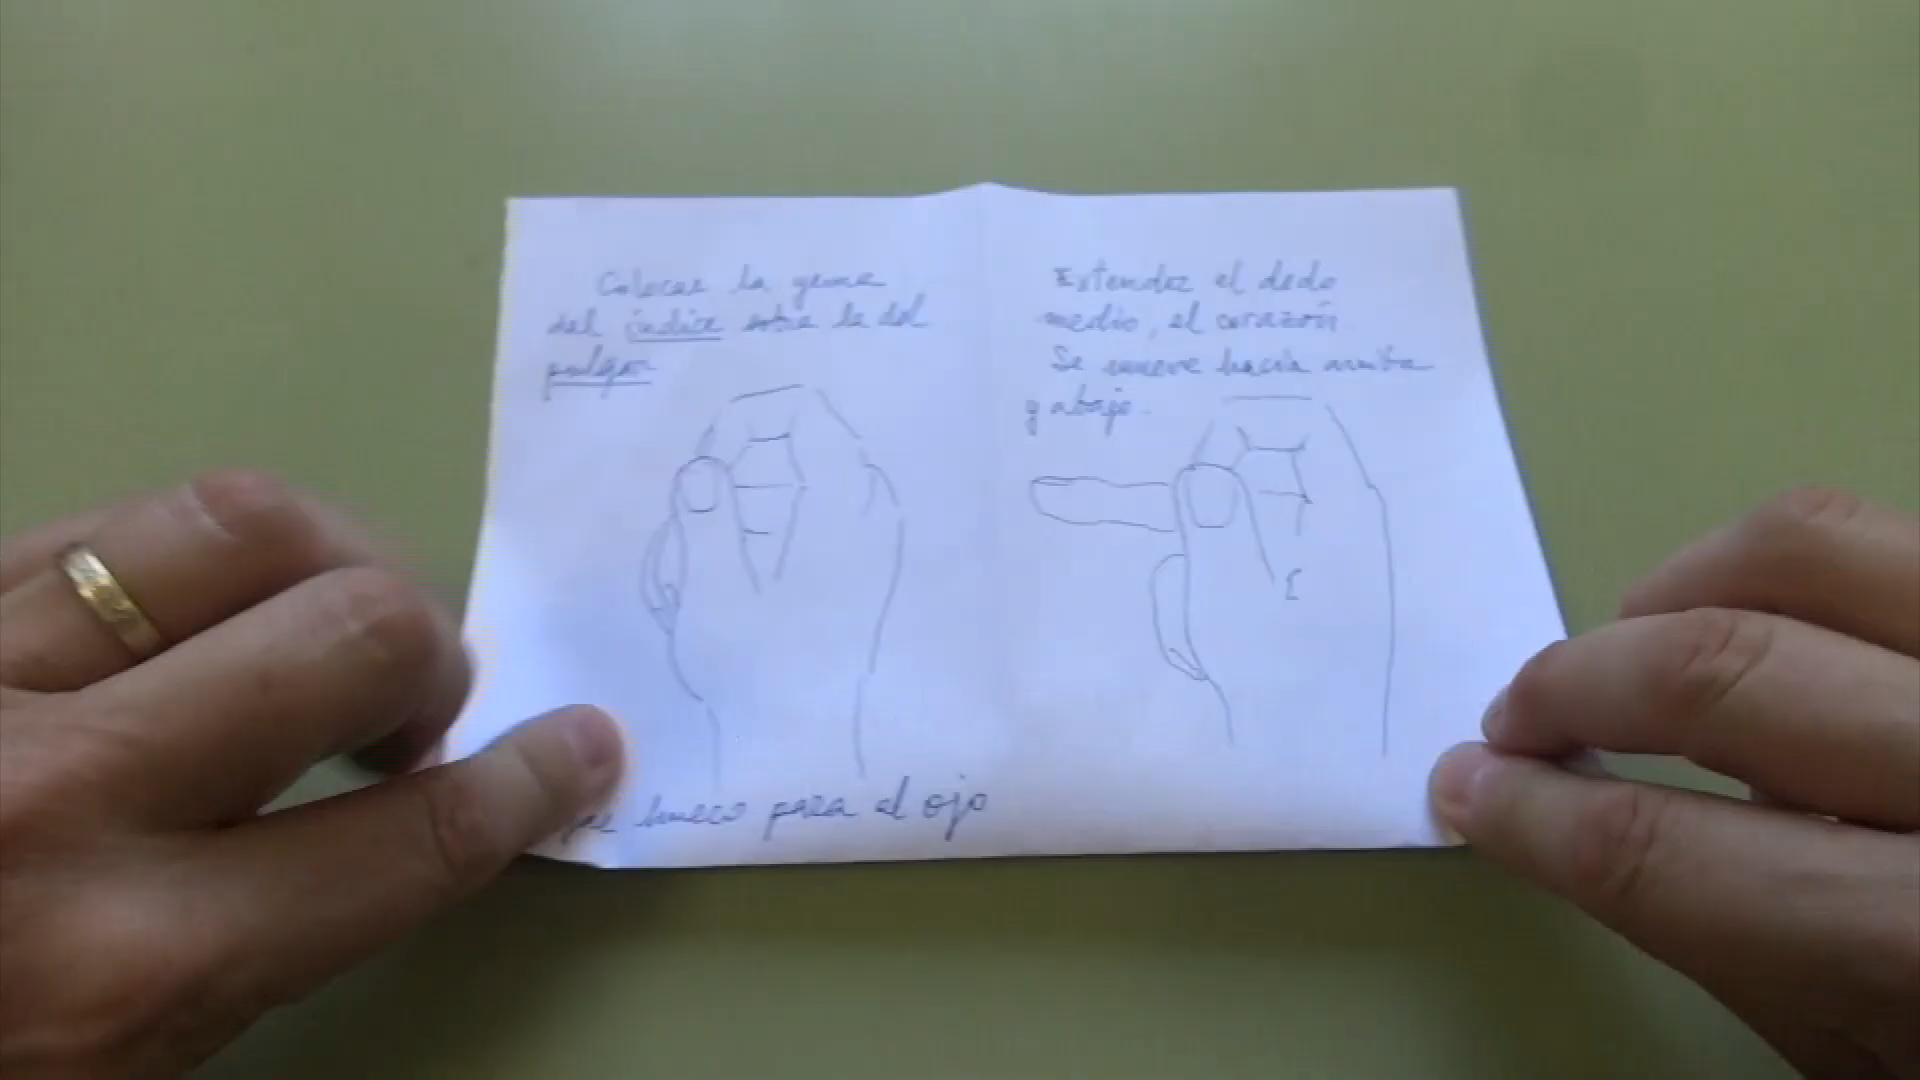 Colocar la yema
del índice sobre la del
pulgar
Extender el dedo
medio, el corazón
Se mueve hacia arriba
y abajo.
hueco para el ojo